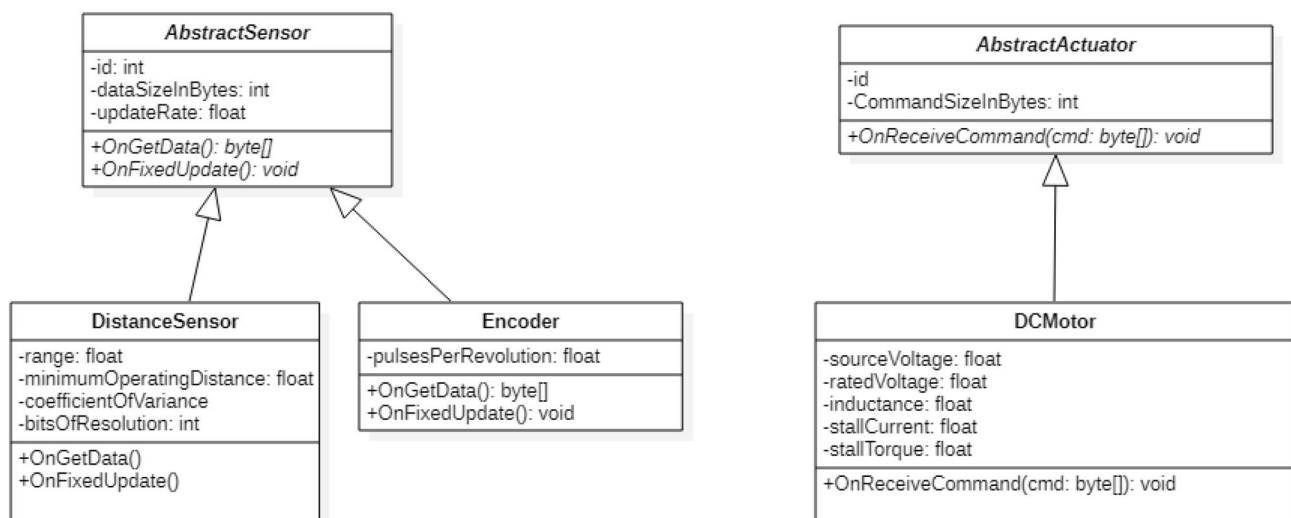 AbstractSensor
-id: int
-dataSizeInBytes: int
-updateRate: float
+OnGetData(): byte[]
+OnFixedUpdate(): void
AbstractActuator
-id
-CommandSizeInBytes: int
+OnReceiveCommand(cmd: byte[]): void
DistanceSensor
-range: float
-minimumOperatingDistance: float
-coefficientOfVariance
-bitsOfResolution: int
+OnGetData()
+OnFixedUpdate()
Encoder
-pulsesPerRevolution: float
+OnGetData(): byte[]
+OnFixedUpdate(): void
DCMotor
-sourceVoltage: float
-ratedVoltage: float
-inductance: float
-stallCurrent: float
-stallTorque: float
+OnReceiveCommand(cmd: byte[]): void